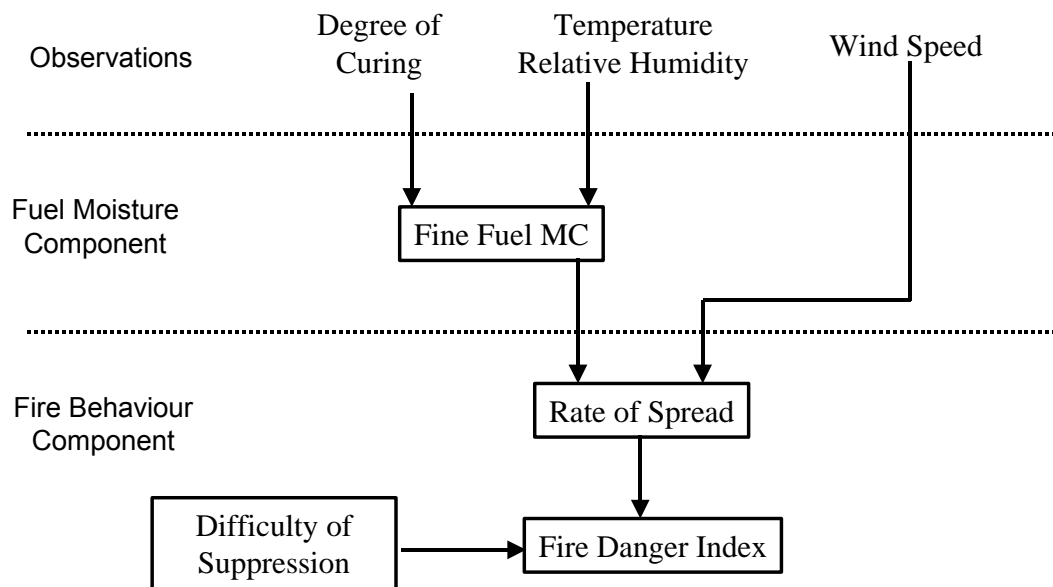 Observations
Degree of
Curing
Temperature
Relative Humidity
Wind Speed
Fuel Moisture
Component
Fine Fuel MC
Fire Behaviour
Component
Rate of Spread
Difficulty of
Suppression
Fire Danger Index